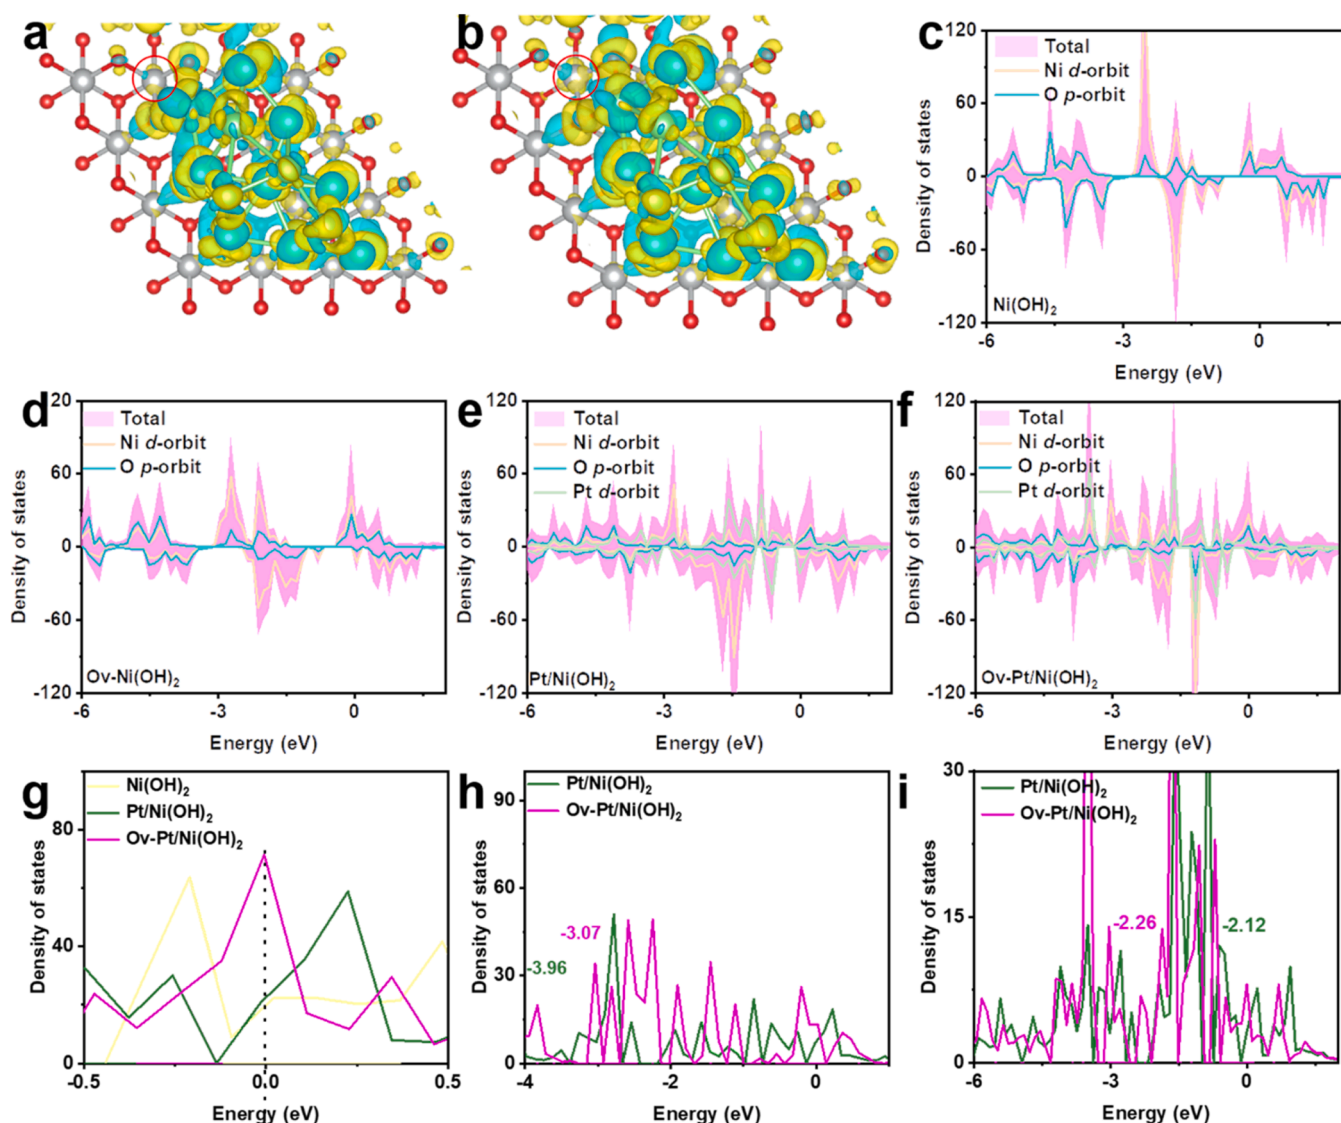 a
b
c
120
60
0
-60
-120
Density of states
Total
Ni d-orbit
O p-orbit
Ni(OH)₂
-6
-3
0
Energy (eV)
d
120
60
0
-60
-120
Density of states
Total
Ni d-orbit
O p-orbit
Ov-Ni(OH)₂
-6
-3
0
Energy (eV)
e
120
60
0
-60
-120
Density of states
Total
Ni d-orbit
O p-orbit
Pt d-orbit
Pt/Ni(OH)₂
-6
-3
0
Energy (eV)
f
120
60
0
-60
-120
Density of states
Total
Ni d-orbit
O p-orbit
Pt d-orbit
Ov-Pt/Ni(OH)₂
-6
-3
0
Energy (eV)
g
80
40
0
Density of states
Ni(OH)₂
Pt/Ni(OH)₂
Ov-Pt/Ni(OH)₂
-0.5
0.0
0.5
Energy (eV)
h
90
60
30
0
Density of states
Pt/Ni(OH)₂
Ov-Pt/Ni(OH)₂
-3.07
-3.96
-4
-2
0
Energy (eV)
i
30
15
0
Density of states
Pt/Ni(OH)₂
Ov-Pt/Ni(OH)₂
-2.26
-2.12
-6
-3
0
Energy (eV)